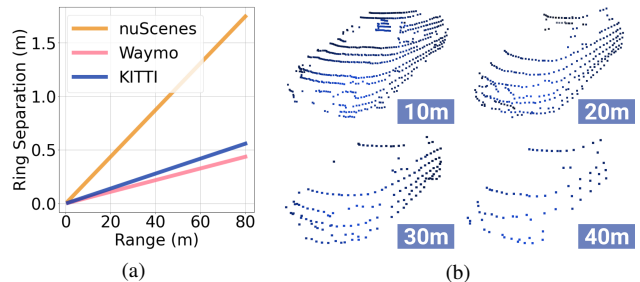 nuScenes
Waymo
KITTI
Ring Separation (m)
1.5
1.0
0.5
0.0
0 20 40 60 80
Range (m)
(a)
10m
20m
30m
40m
(b)